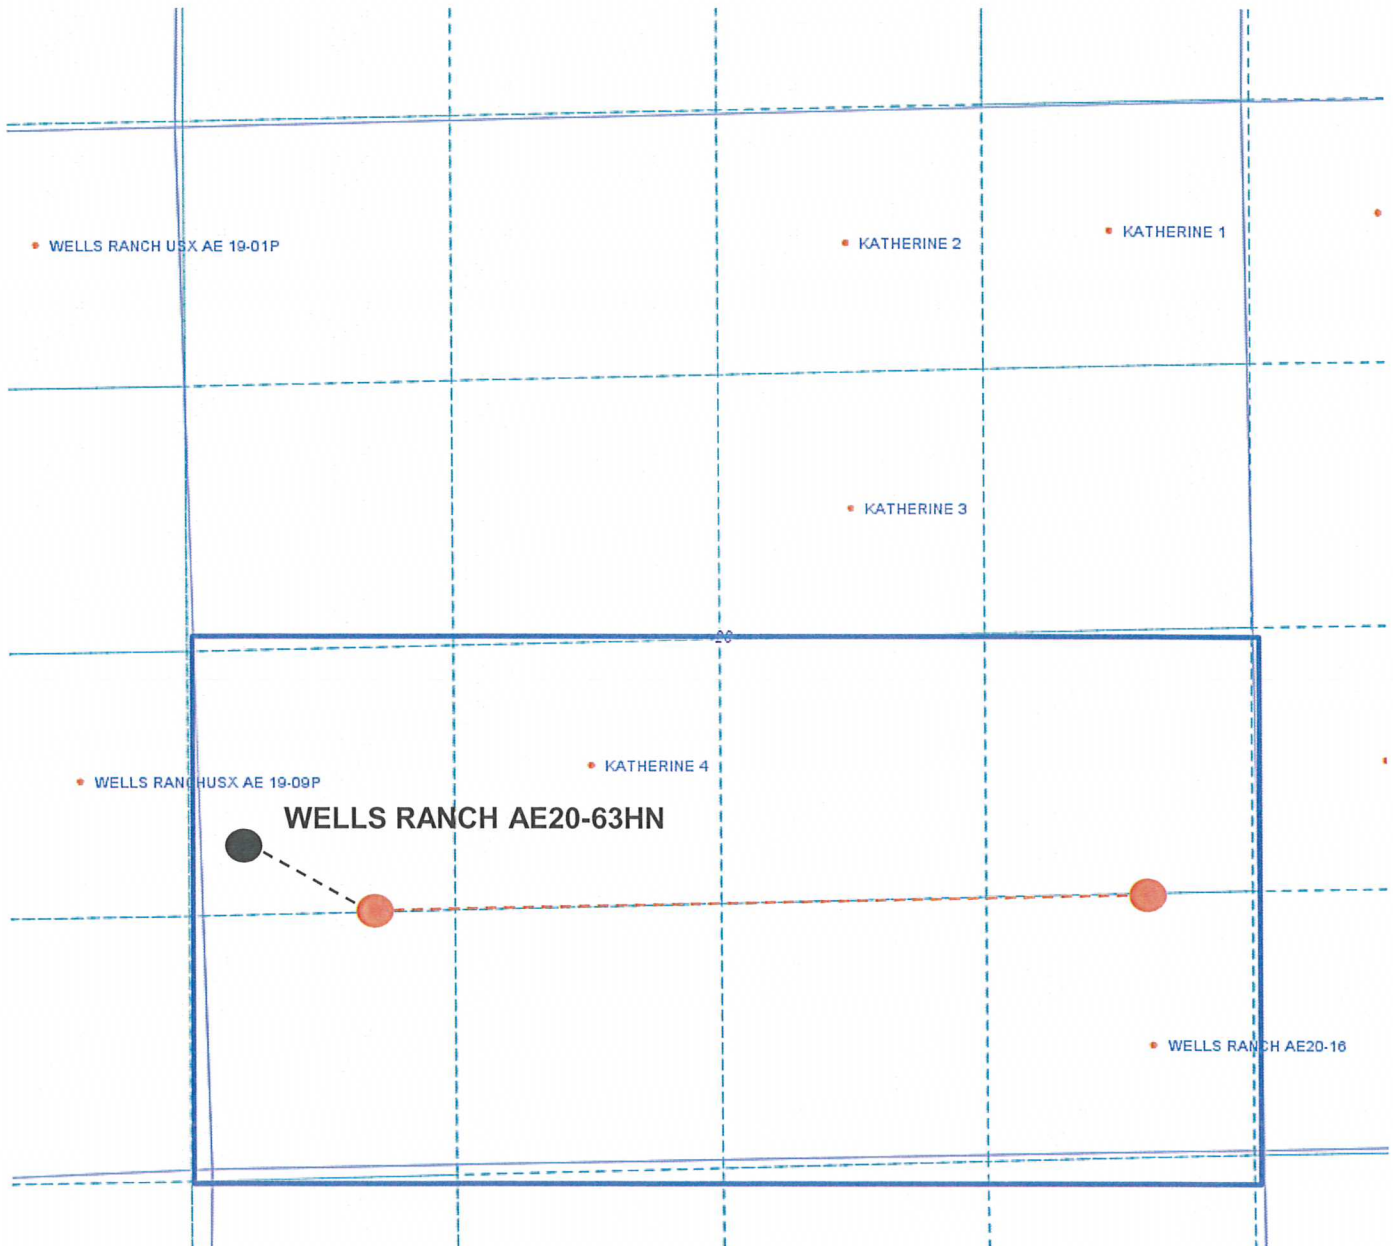 WELLS RANCH USX AE 19-01P
KATHERINE 2
KATHERINE 1
KATHERINE 3
20
WELLS RANCHUSX AE 19-09P
KATHERINE 4
WELLS RANCH AE20-63HN
WELLS RANCH AE20-16